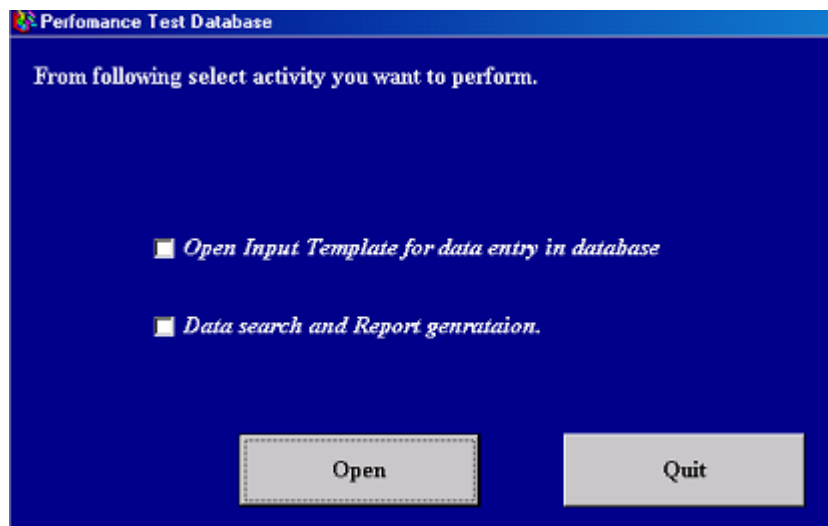 Perfomance Test Database
From following select activity you want to perform.
Open Input Template for data entry in database
Data search and Report genrataion.
Open
Quit